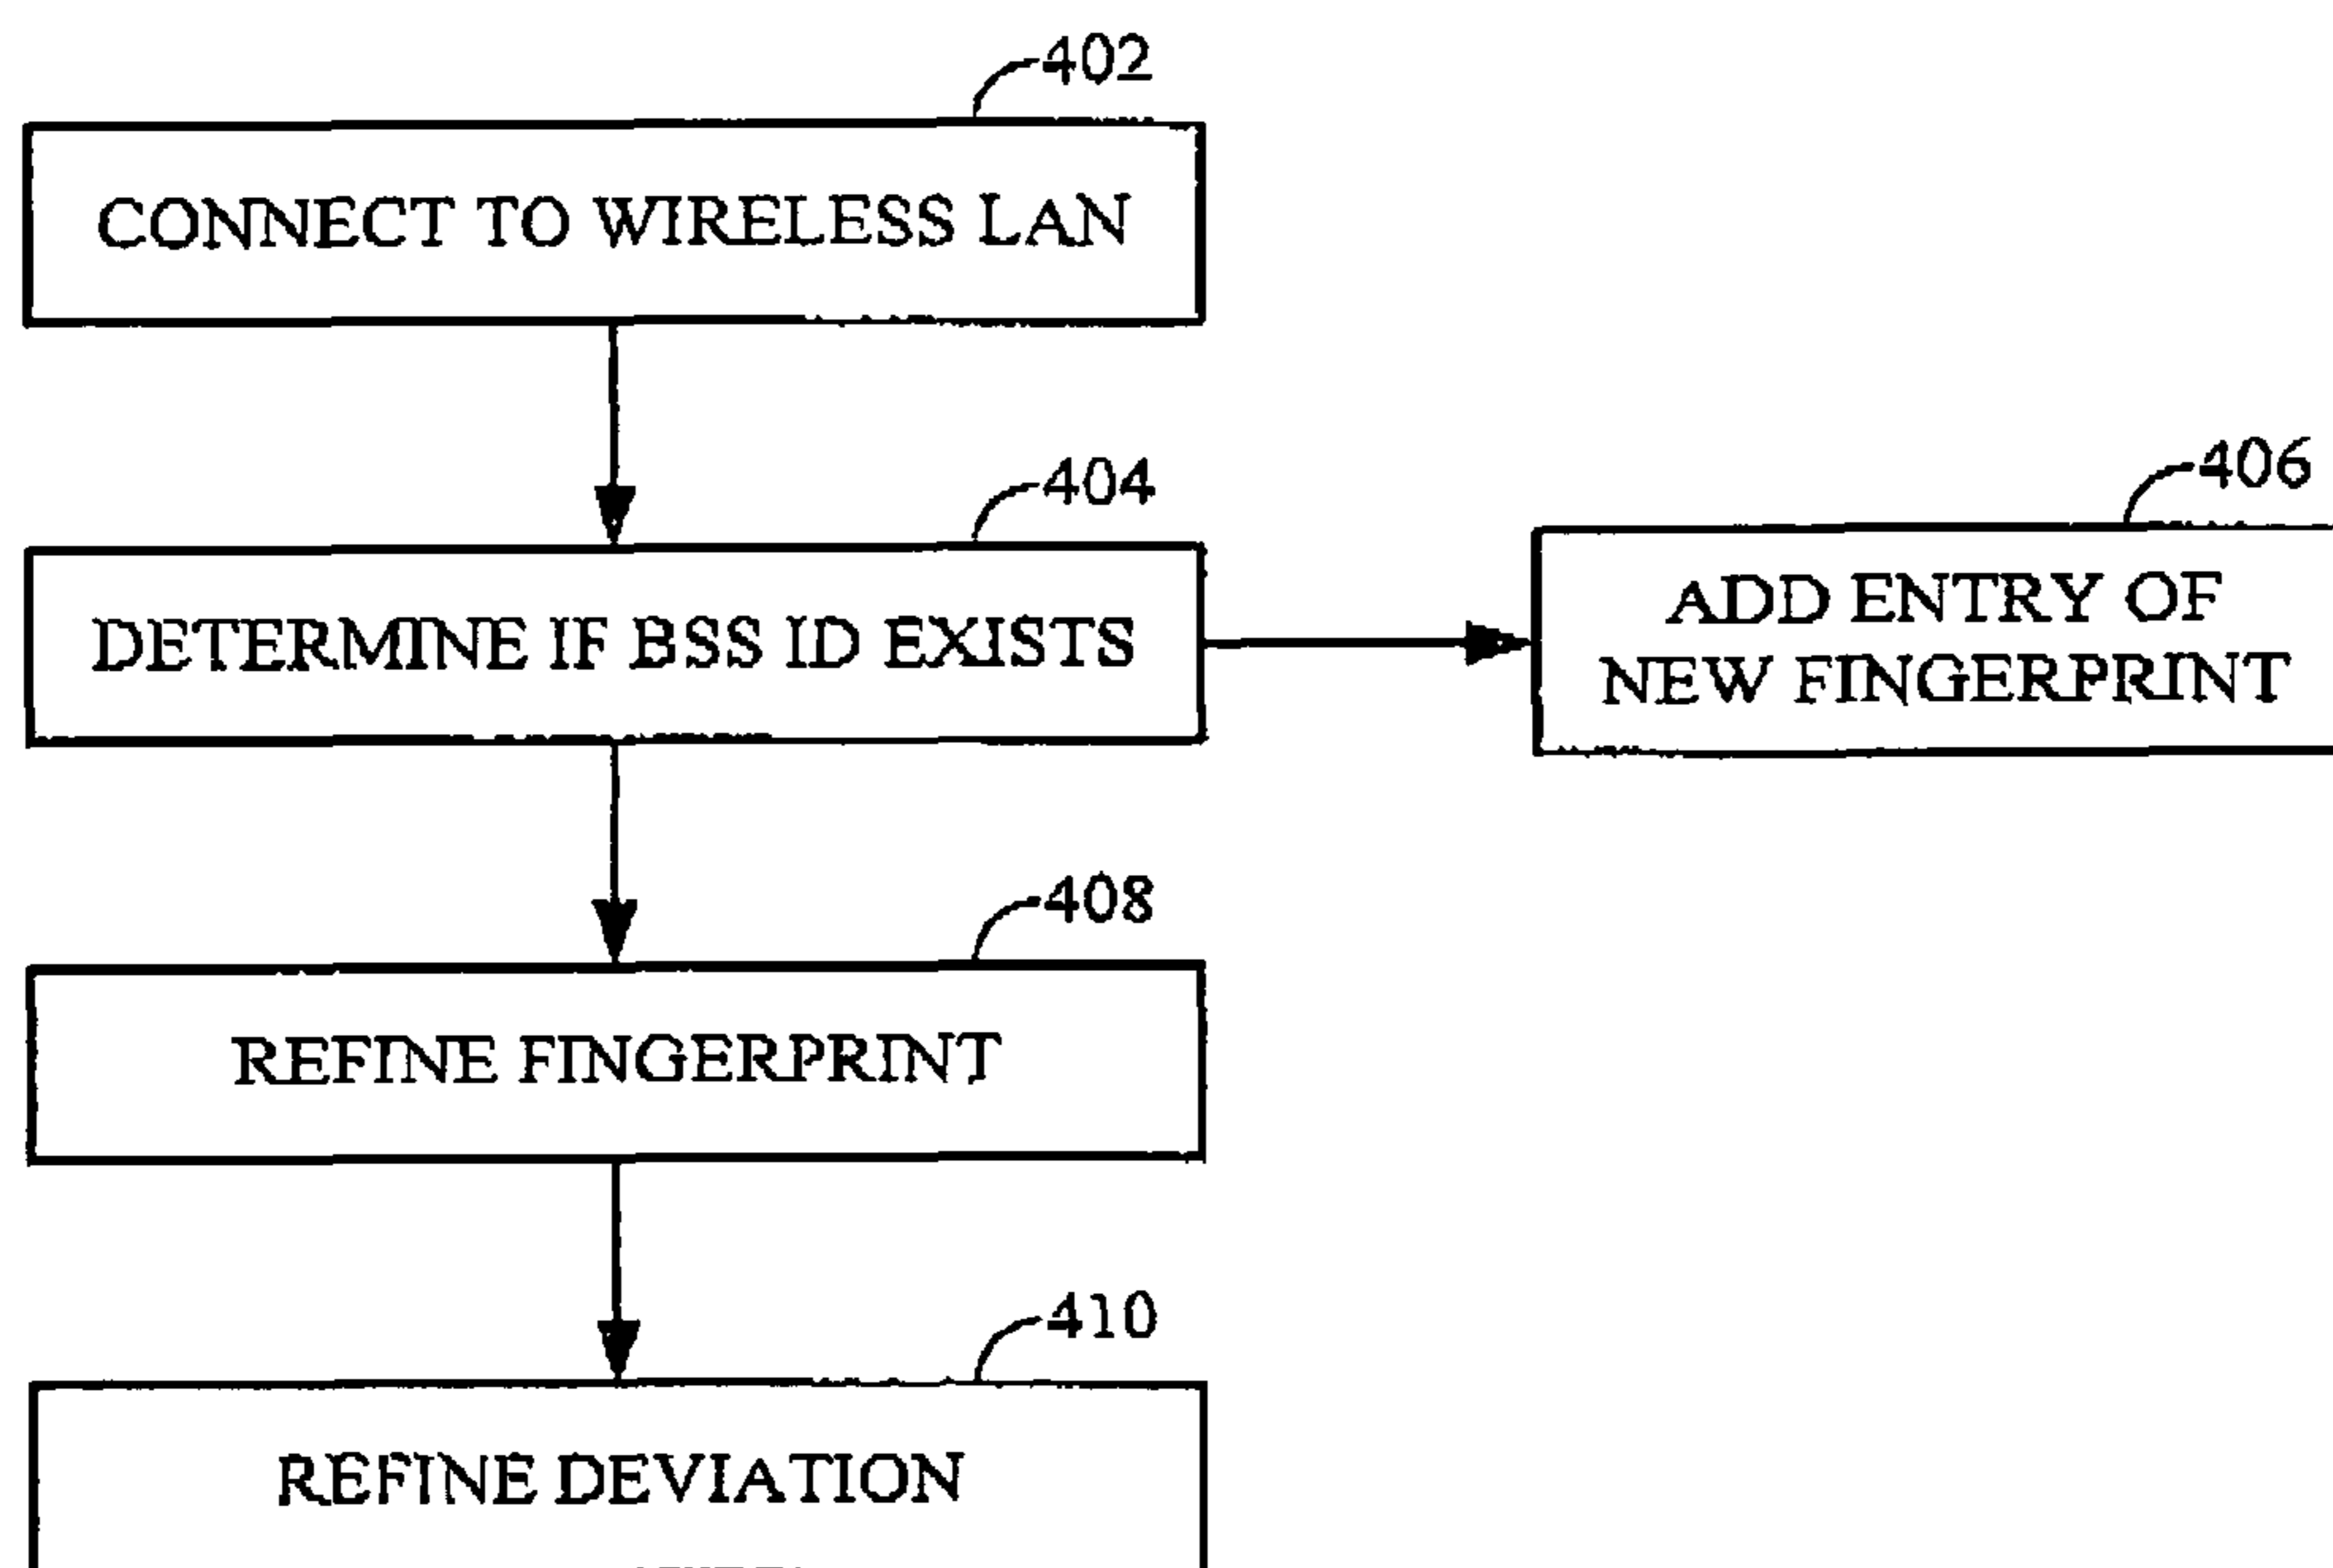 402
CONNECT TO WIRELESS LAN
404
DETERMINE IF BSS ID EXISTS
406
ADD ENTRY OF
NEW FINGERPRINT
408
REFINE FINGERPRINT
410
REFINE DEVIATION